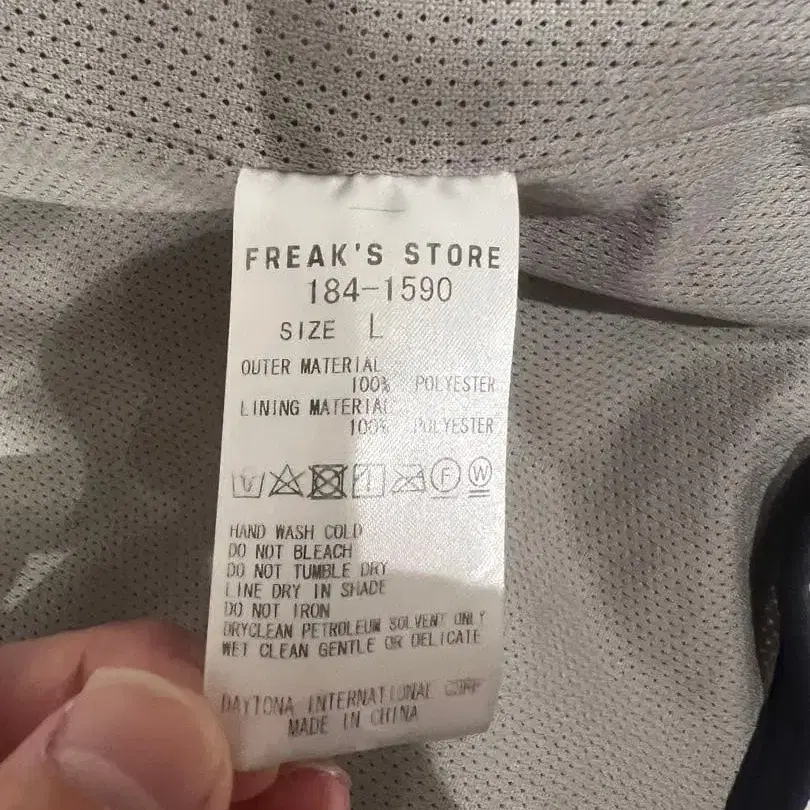 FREAK'S STORE
184-1590
SIZE L
OUTER MATERIAL
100% POLYESTER
LINING MATERIAL
100% POLYESTER
F W
HAND WASH COLD
DO NOT BLEACH
DO NOT TUMBLE DRY
LINE DRY IN SHADE
DO NOT IRON
DRYCLEAN PETROLEUM SOLVENT ONLY
WET CLEAN GENTLE OR DELICATE
DAYTONA INTERNATIONAL CORP
MADE IN CHINA